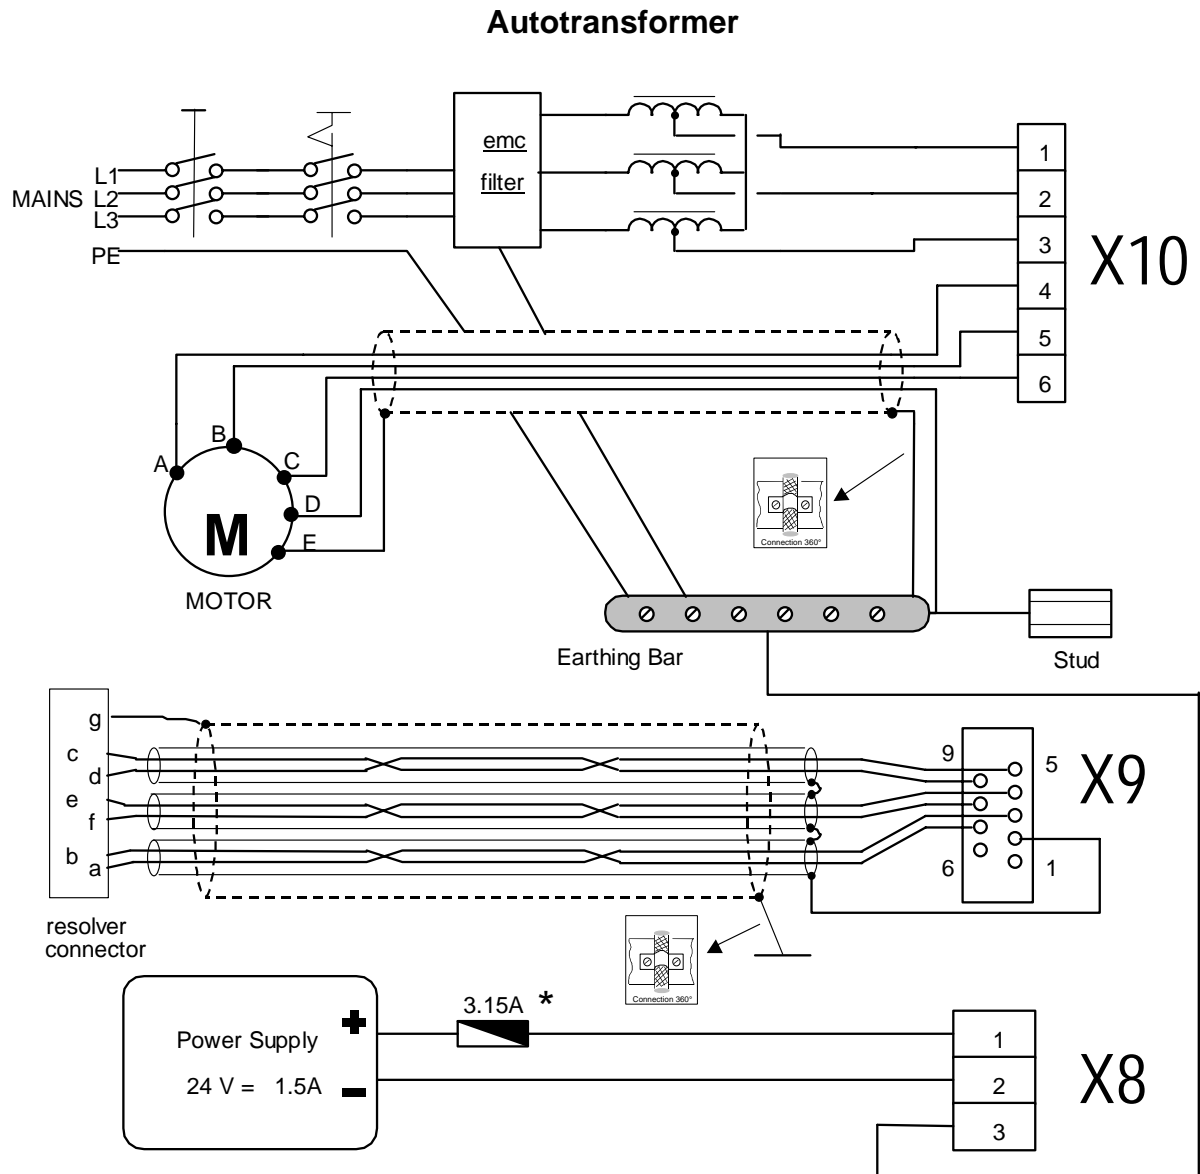 Autotransformer
MAINS
L1
L2
L3
PE
emc
filter
1
2
3
4
5
6
X10
A
B
C
D
E
M
MOTOR
Connection 360°
Earthing Bar
Stud
g
c
d
e
f
b
a
resolver
connector
9
5
6
1
X9
Connection 360°
Power Supply
24 V = 1.5A
+
−
3.15A *
1
2
3
X8